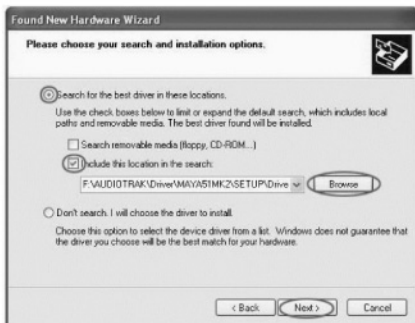 Found New Hardware Wizard
Please choose your search and installation options.
Search for the best driver in these locations.
Use the check boxes below to limit or expand the default search, which includes local
paths and removable media. The best driver found will be installed.
Search removable media (floppy, CD-ROM...)
Include this location in the search:
F:\AUDIOTRAK\Driver\MAYA51MK2\SETUP\Drive
Browse
Don't search. I will choose the driver to install.
Choose this option to select the device driver from a list. Windows does not guarantee that
the driver you choose will be the best match for your hardware.
< Back
Next >
Cancel